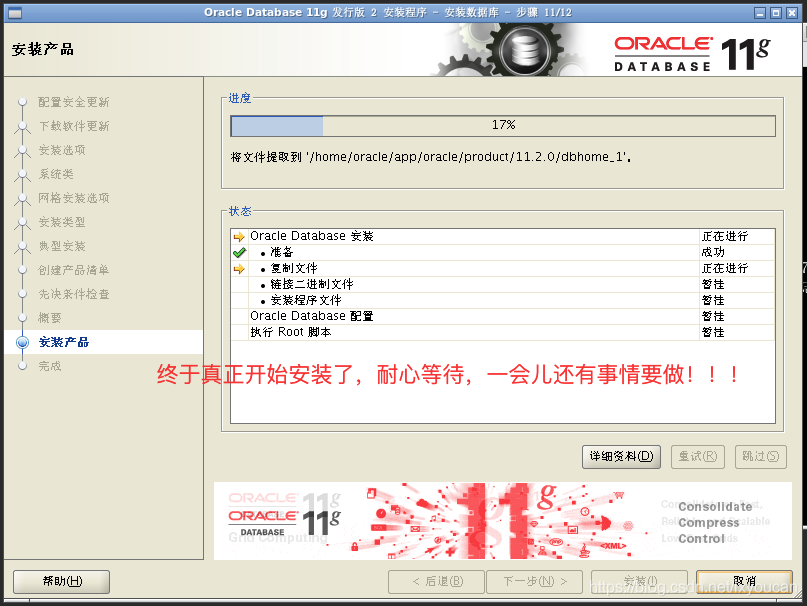 Oracle Database 11g 发行版 2 安装程序 - 安装数据库 - 步骤 11/12
安装产品
ORACLE
DATABASE
11g
配置安全更新
下载软件更新
安装选项
系统类
网格安装选项
安装类型
典型安装
创建产品清单
先决条件检查
概要
安装产品
完成
进度
17%
将文件提取到 '/home/oracle/app/oracle/product/11.2.0/dbhome_1'。
状态
Oracle Database 安装 正在进行
• 准备 成功
• 复制文件 正在进行
• 链接二进制文件 暂挂
• 安装程序文件 暂挂
Oracle Database 配置 暂挂
执行 Root 脚本 暂挂
终于真正开始安装了，耐心等待，一会儿还有事情要做！！！
详细资料(D) 重试(R) 跳过(S)
ORACLE 11g
ORACLE 11g
DATABASE
Grid Computing
<XML>
Consolidate
Compress
Control
帮助(H) < 后退(B) 下一步(N) > 安装(I) 取消